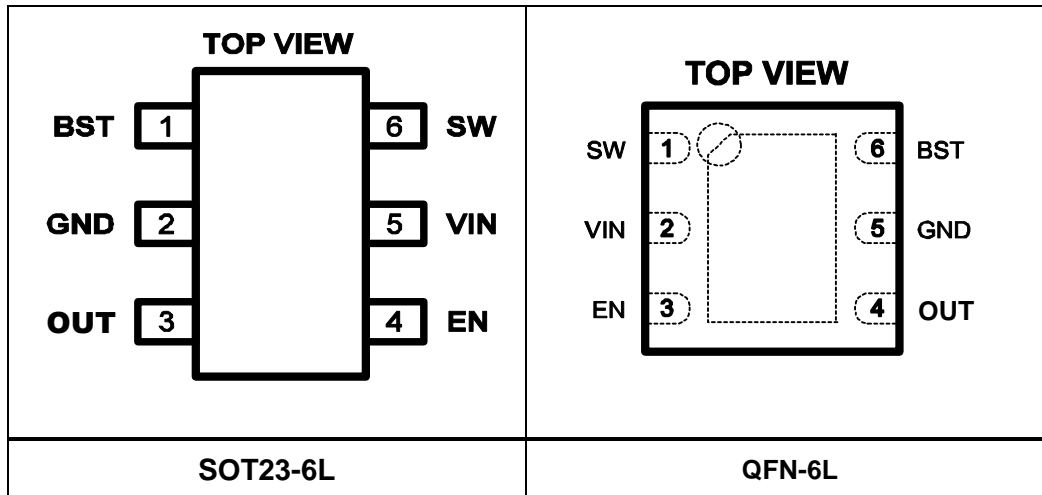 TOP VIEW
BST 1 6 SW
GND 2 5 VIN
OUT 3 4 EN
SOT23-6L
TOP VIEW
SW 1 6 BST
VIN 2 5 GND
EN 3 4 OUT
QFN-6L